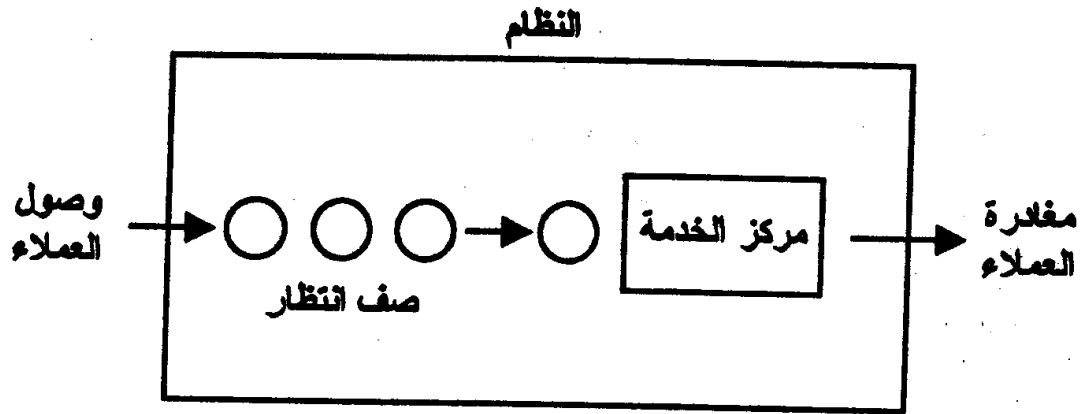 النظام
وصول
العملاء
صف انتظار
مركز الخدمة
مغادرة
العملاء